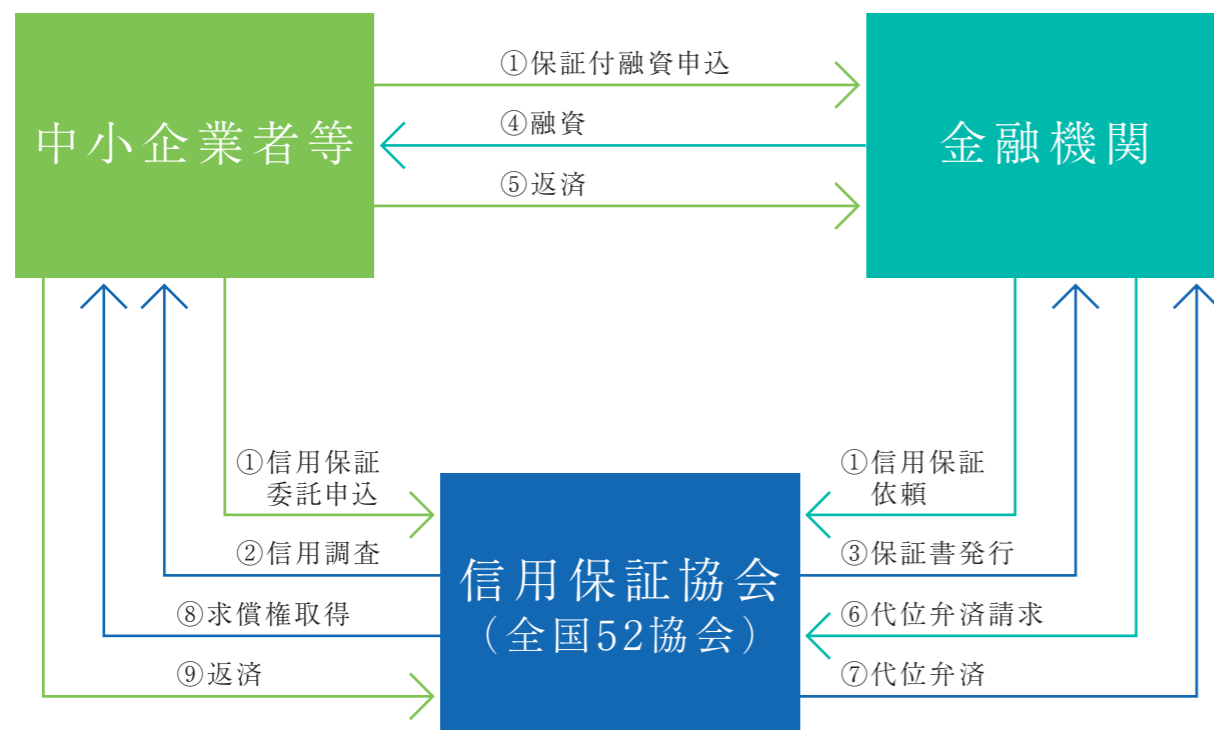 ①保証付融資申込
中小企業者等
④融資
金融機関
⑤返済
①信用保証
委託申込
①信用保証
依頼
②信用調査
③保証書発行
信用保証協会
（全国52協会）
⑧求償権取得
⑥代位弁済請求
⑨返済
⑦代位弁済